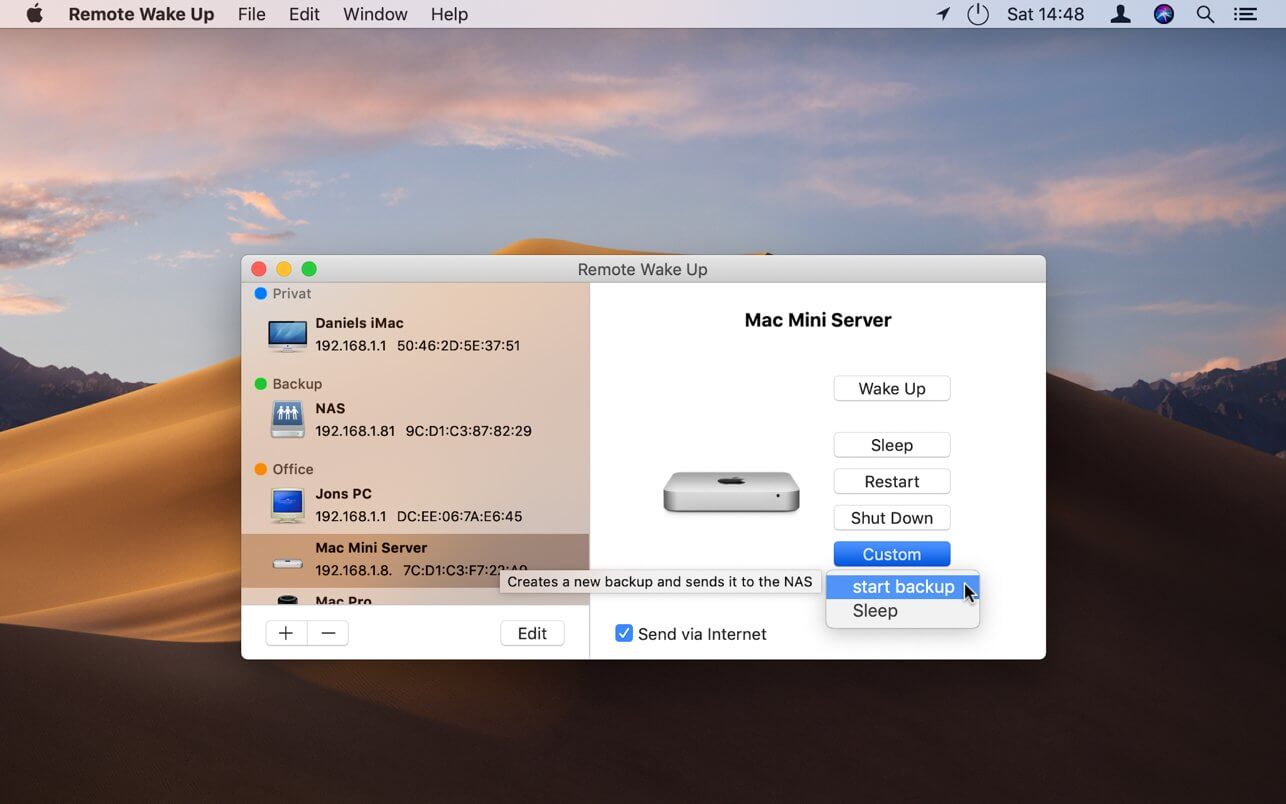 Remote Wake Up File Edit Window Help Sat 14:48
Remote Wake Up
Privat
Daniels iMac
192.168.1.1 50:46:2D:5E:37:51
Backup
NAS
192.168.1.81 9C:D1:C3:87:82:29
Office
Jons PC
192.168.1.1 DC:EE:06:7A:E6:45
Mac Mini Server
192.168.1.8. 7C:D1:C3:F7:22:A9
Mac Pro
+ − Edit
Mac Mini Server
Wake Up
Sleep
Restart
Shut Down
Custom
Creates a new backup and sends it to the NAS
start backup
Sleep
Send via Internet